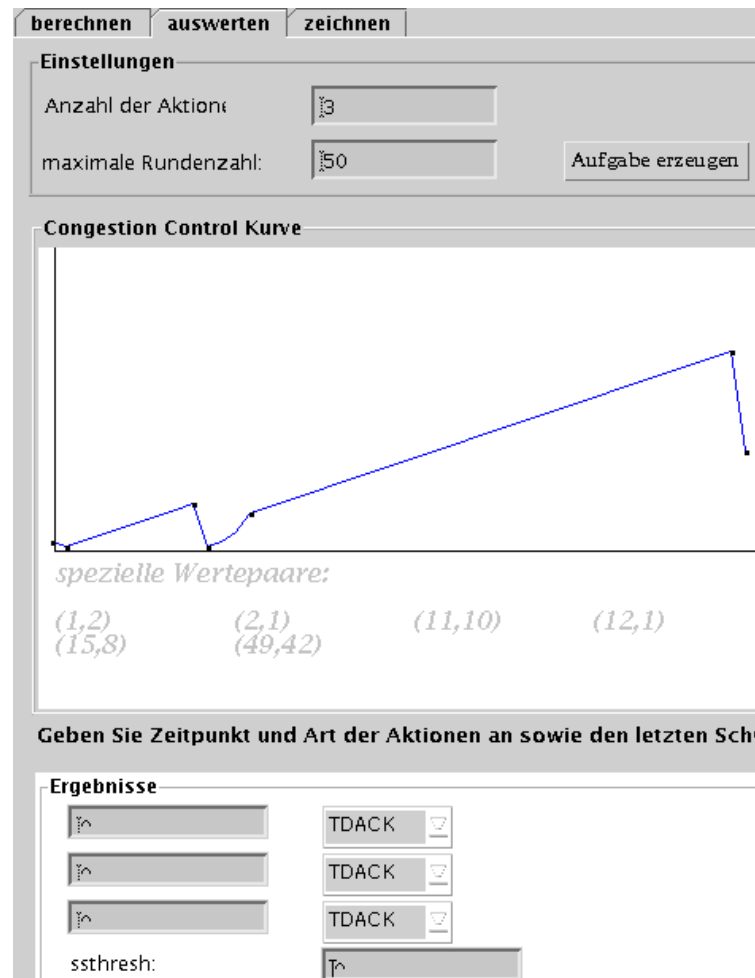 berechnen auswerten zeichnen
Einstellungen
Anzahl der Aktione 3
maximale Rundenzahl: 50 Aufgabe erzeugen
Congestion Control Kurve
spezielle Wertepaare:
(1,2) (2,1) (11,10) (12,1)
(15,8) (49,42)
Geben Sie Zeitpunkt und Art der Aktionen an sowie den letzten Sch
Ergebnisse
TDACK
TDACK
TDACK
ssthresh: